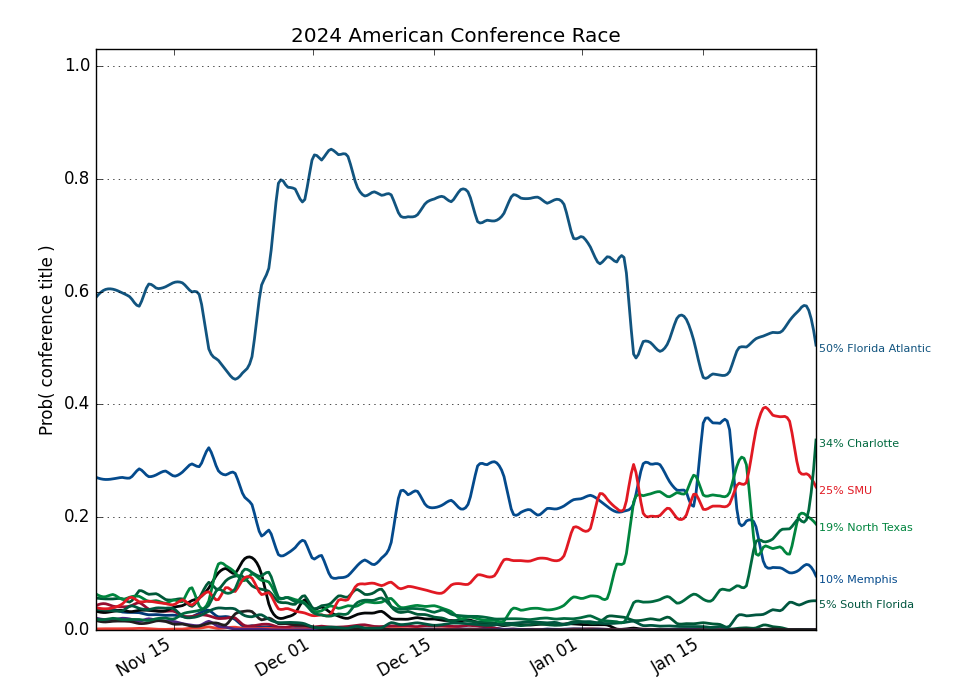 2024 American Conference Race
Prob( conference title )
1.0
0.8
0.6
0.4
0.2
0.0
50% Florida Atlantic
34% Charlotte
25% SMU
19% North Texas
10% Memphis
5% South Florida
Nov 15
Dec 01
Dec 15
Jan 01
Jan 15